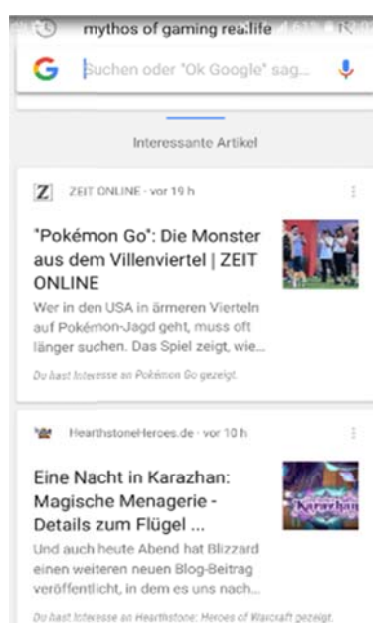 mythos of gaming real life
Suchen oder "Ok Google" sag...
Interessante Artikel
Z ZEIT ONLINE - vor 19 h
"Pokémon Go": Die Monster
aus dem Villenviertel | ZEIT
ONLINE
Wer in den USA in ärmeren Vierteln
auf Pokémon-Jagd geht, muss oft
länger suchen. Das Spiel zeigt, wie...
Du hast Interesse an Pokémon Go gezeigt.
HearthstoneHeroes.de - vor 10 h
Eine Nacht in Karazhan:
Magische Menagerie -
Details zum Flügel ...
Karazhan
Und auch heute Abend hat Blizzard
einen weiteren neuen Blog-Beitrag
veröffentlicht, in dem es uns nach...
Du hast Interesse an Hearthstone: Heroes of Warcraft gezeigt.